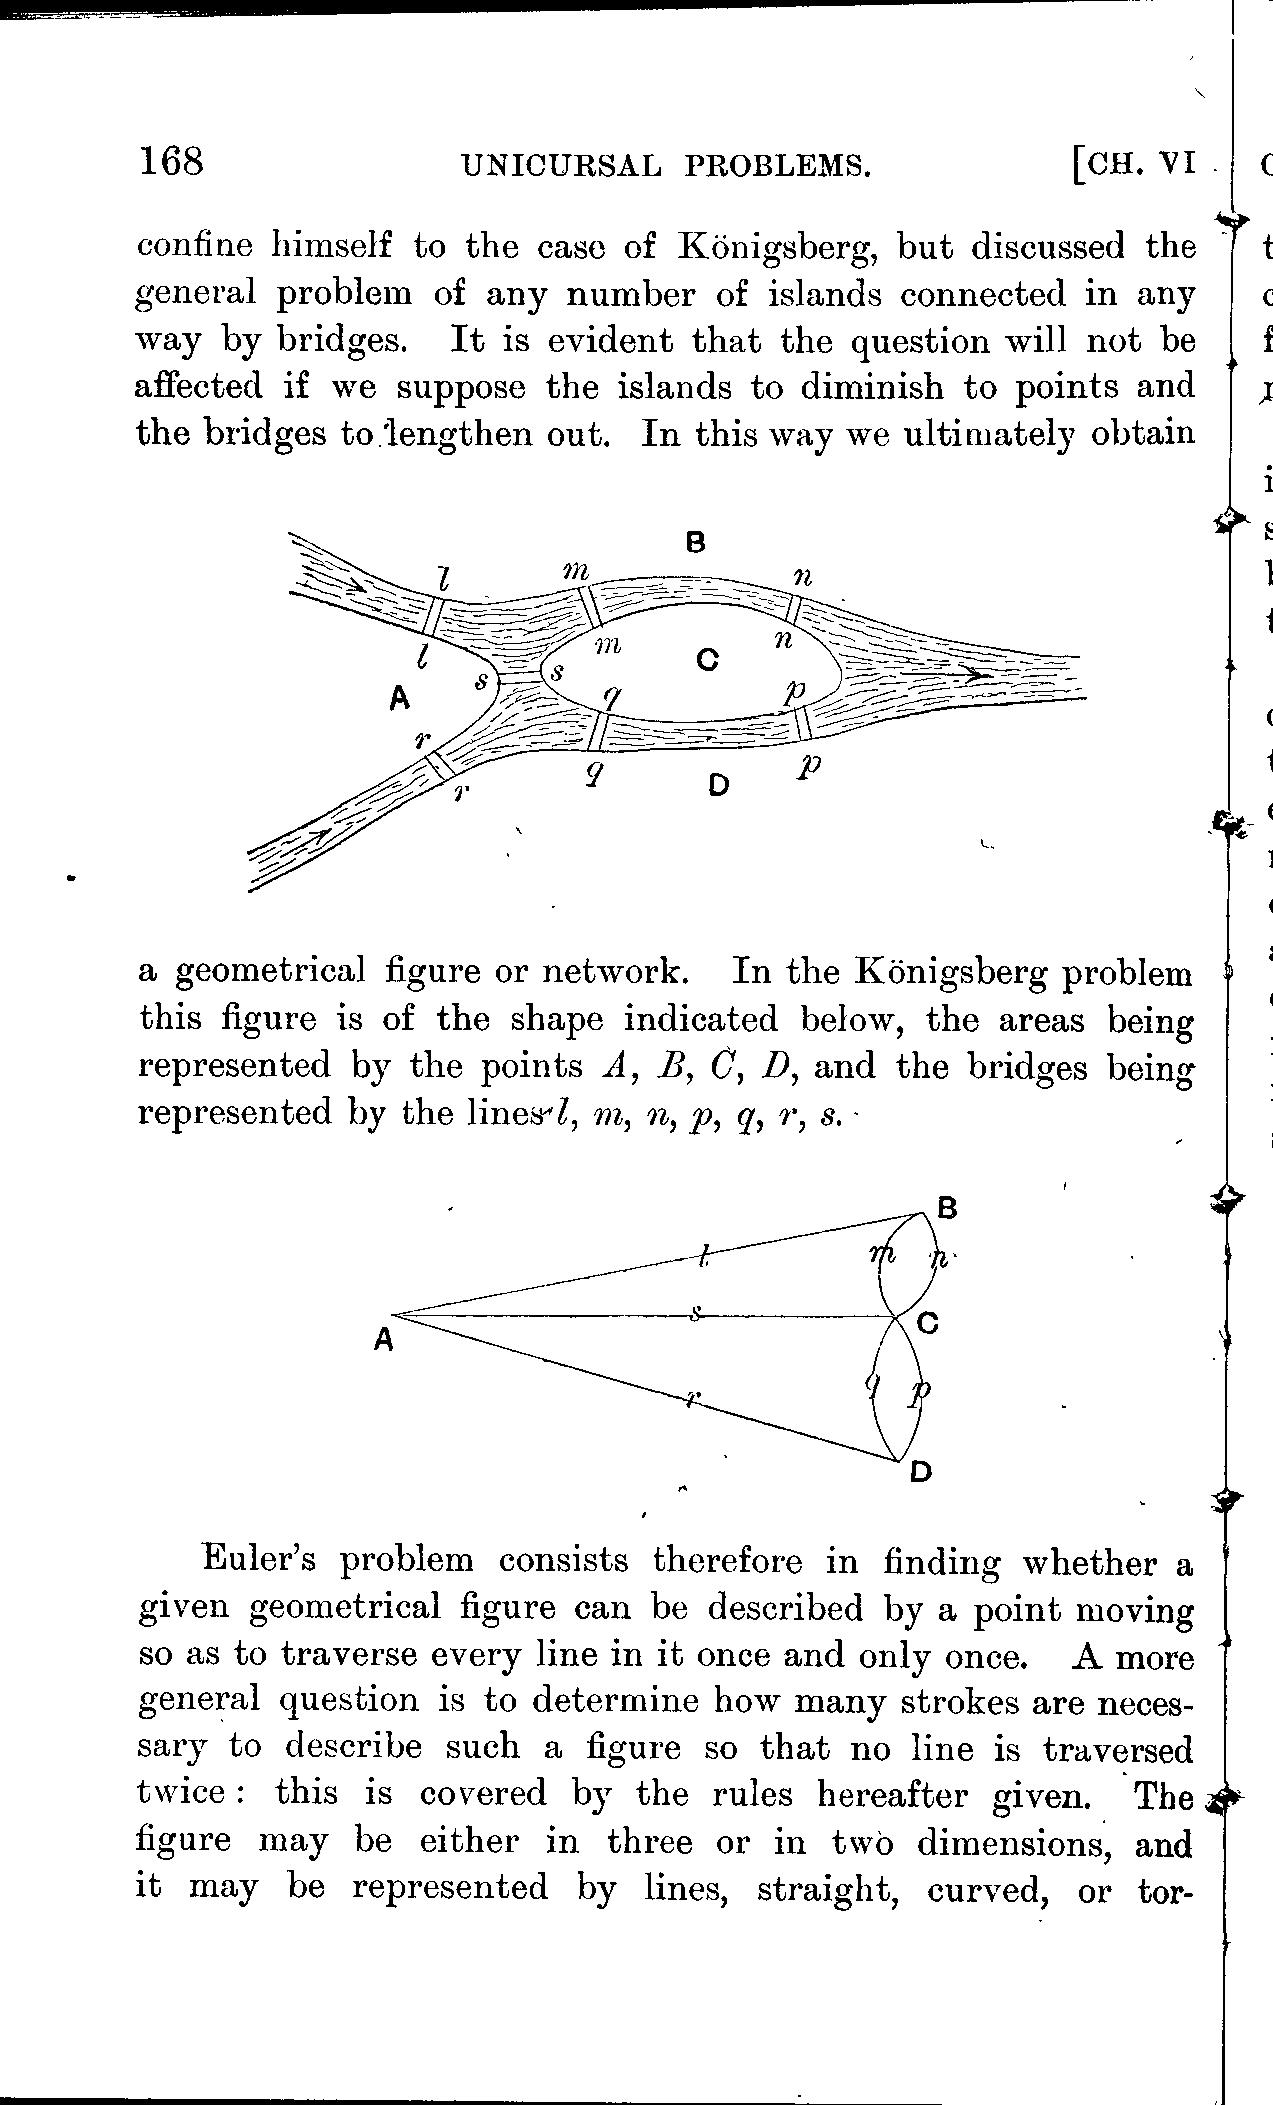 168 UNICURSAL PROBLEMS. [CH. VI
confine himself to the case of Königsberg, but discussed the
general problem of any number of islands connected in any
way by bridges. It is evident that the question will not be
affected if we suppose the islands to diminish to points and
the bridges to lengthen out. In this way we ultimately obtain
B
l m n
l m n
C
s s
A
q p
r
q p
r D
a geometrical figure or network. In the Königsberg problem
this figure is of the shape indicated below, the areas being
represented by the points A, B, C, D, and the bridges being
represented by the lines l, m, n, p, q, r, s.
B
l m n
s
A C
q p
r
D
Euler's problem consists therefore in finding whether a
given geometrical figure can be described by a point moving
so as to traverse every line in it once and only once. A more
general question is to determine how many strokes are neces-
sary to describe such a figure so that no line is traversed
twice: this is covered by the rules hereafter given. The
figure may be either in three or in two dimensions, and
it may be represented by lines, straight, curved, or tor-